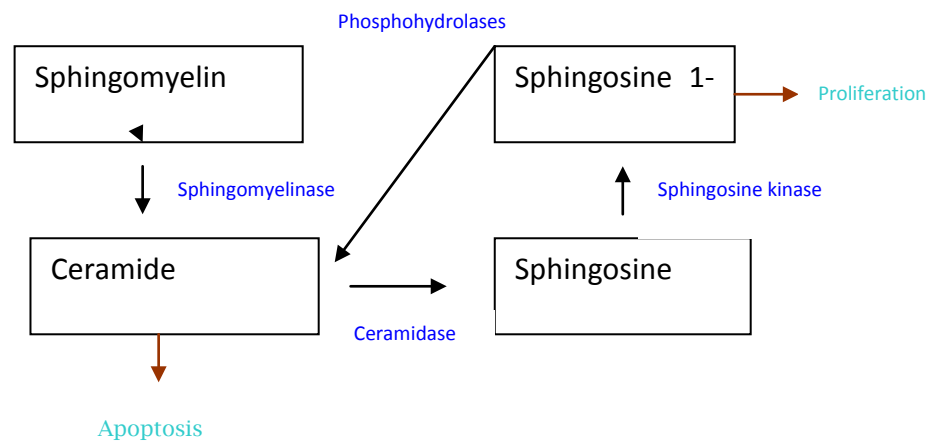 Phosphohydrolases
Sphingomyelin
Sphingosine 1-
Proliferation
Sphingomyelinase
Sphingosine kinase
Ceramide
Sphingosine
Ceramidase
Apoptosis